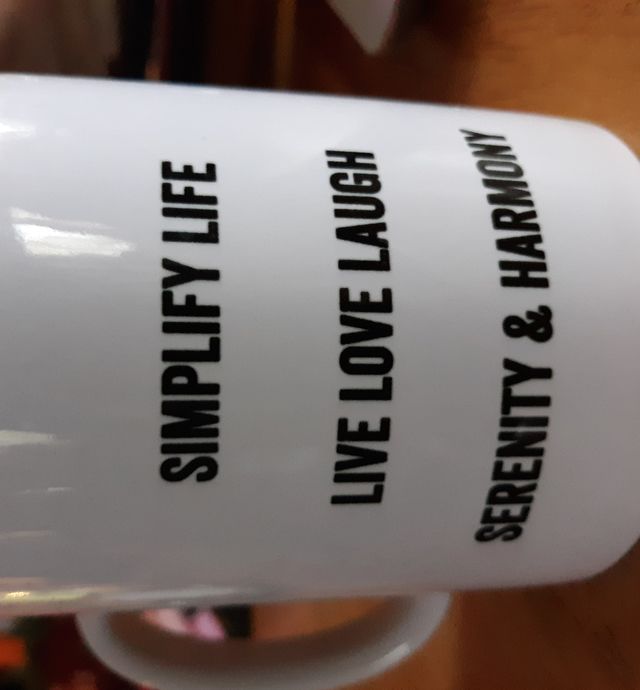 SIMPLIFY LIFE
LIVE LOVE LAUGH
SERENITY & HARMONY